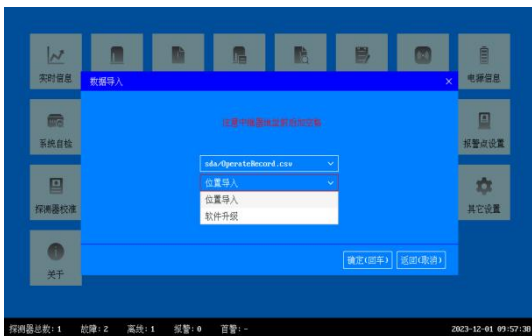 实时信息
电源信息
数据导入
×
系统自检
sda/OperateRecord.csv
报警点设置
位置导入
位置导入
软件升级
探测器校准
其它设置
关于
确定(回车)
返回(取消)
探测器总数: 1 故障: 2 离线: 1 报警: 0 首警: -
2023-12-01 09:57:38